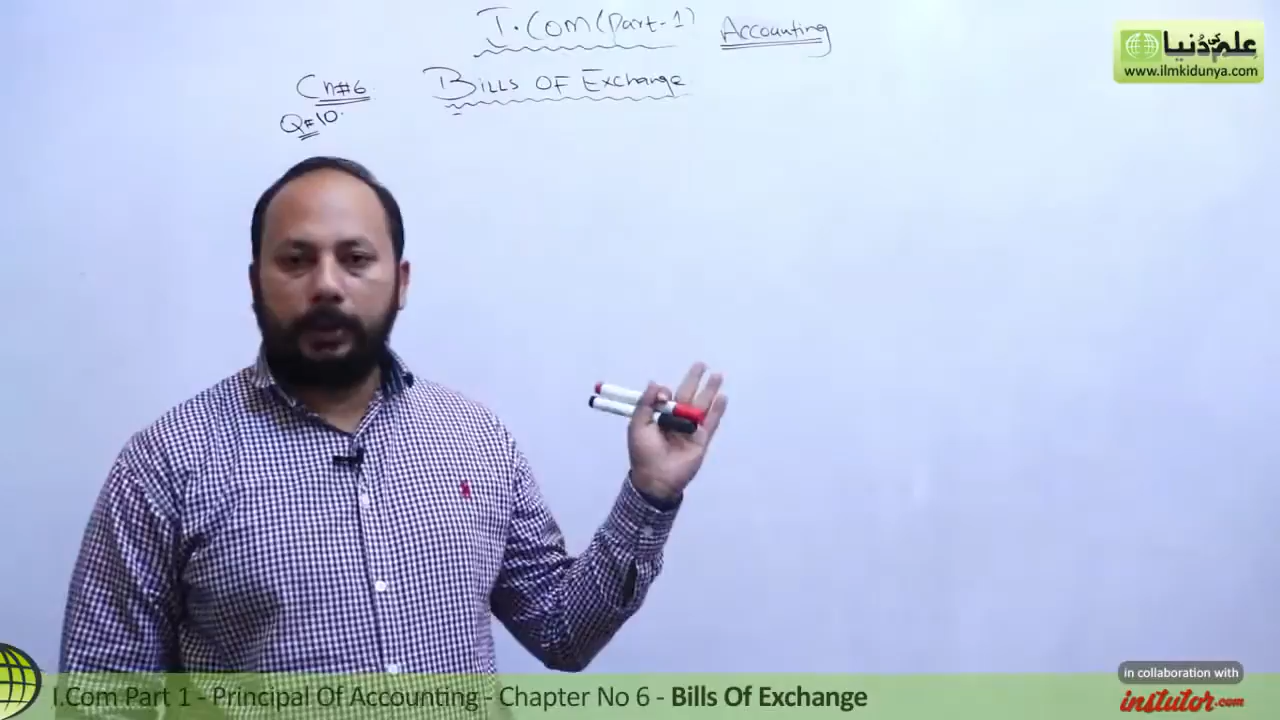 I.Com (Part-1) Accounting
Ch#6 Bills Of Exchange
Q#10.
علم کی دُنیا
www.ilmkidunya.com
in collaboration with
instutor.com
I.Com Part 1 - Principal Of Accounting - Chapter No 6 - Bills Of Exchange